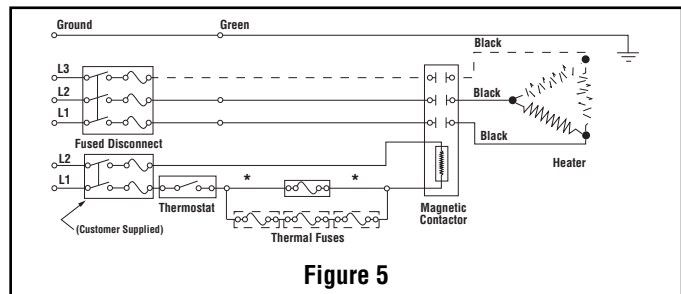 Ground Green
Black
L3
L2
Black
L1
Black
Fused Disconnect
Heater
L2
* *
L1
Magnetic
Contactor
Thermostat
(Customer Supplied)
Thermal Fuses
Figure 5